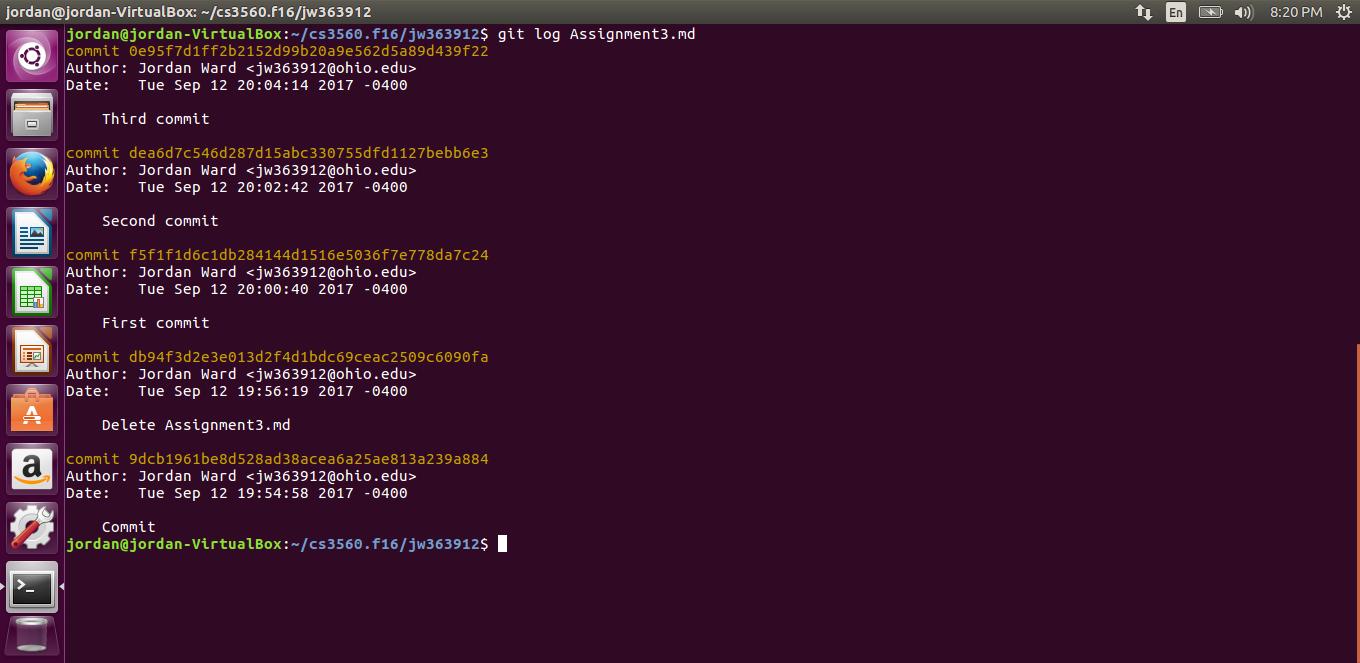 jordan@jordan-VirtualBox: ~/cs3560.f16/jw363912
En
8:20 PM
jordan@jordan-VirtualBox:~/cs3560.f16/jw363912$ git log Assignment3.md
commit 0e95f7d1ff2b2152d99b20a9e562d5a89d439f22
Author: Jordan Ward <jw363912@ohio.edu>
Date:   Tue Sep 12 20:04:14 2017 -0400
Third commit
commit dea6d7c546d287d15abc330755dfd1127bebb6e3
Author: Jordan Ward <jw363912@ohio.edu>
Date:   Tue Sep 12 20:02:42 2017 -0400
Second commit
commit f5f1f1d6c1db284144d1516e5036f7e778da7c24
Author: Jordan Ward <jw363912@ohio.edu>
Date:   Tue Sep 12 20:00:40 2017 -0400
First commit
commit db94f3d2e3e013d2f4d1bdc69ceac2509c6090fa
Author: Jordan Ward <jw363912@ohio.edu>
Date:   Tue Sep 12 19:56:19 2017 -0400
Delete Assignment3.md
commit 9dcb1961be8d528ad38acea6a25ae813a239a884
Author: Jordan Ward <jw363912@ohio.edu>
Date:   Tue Sep 12 19:54:58 2017 -0400
Commit
jordan@jordan-VirtualBox:~/cs3560.f16/jw363912$
A
a
>_